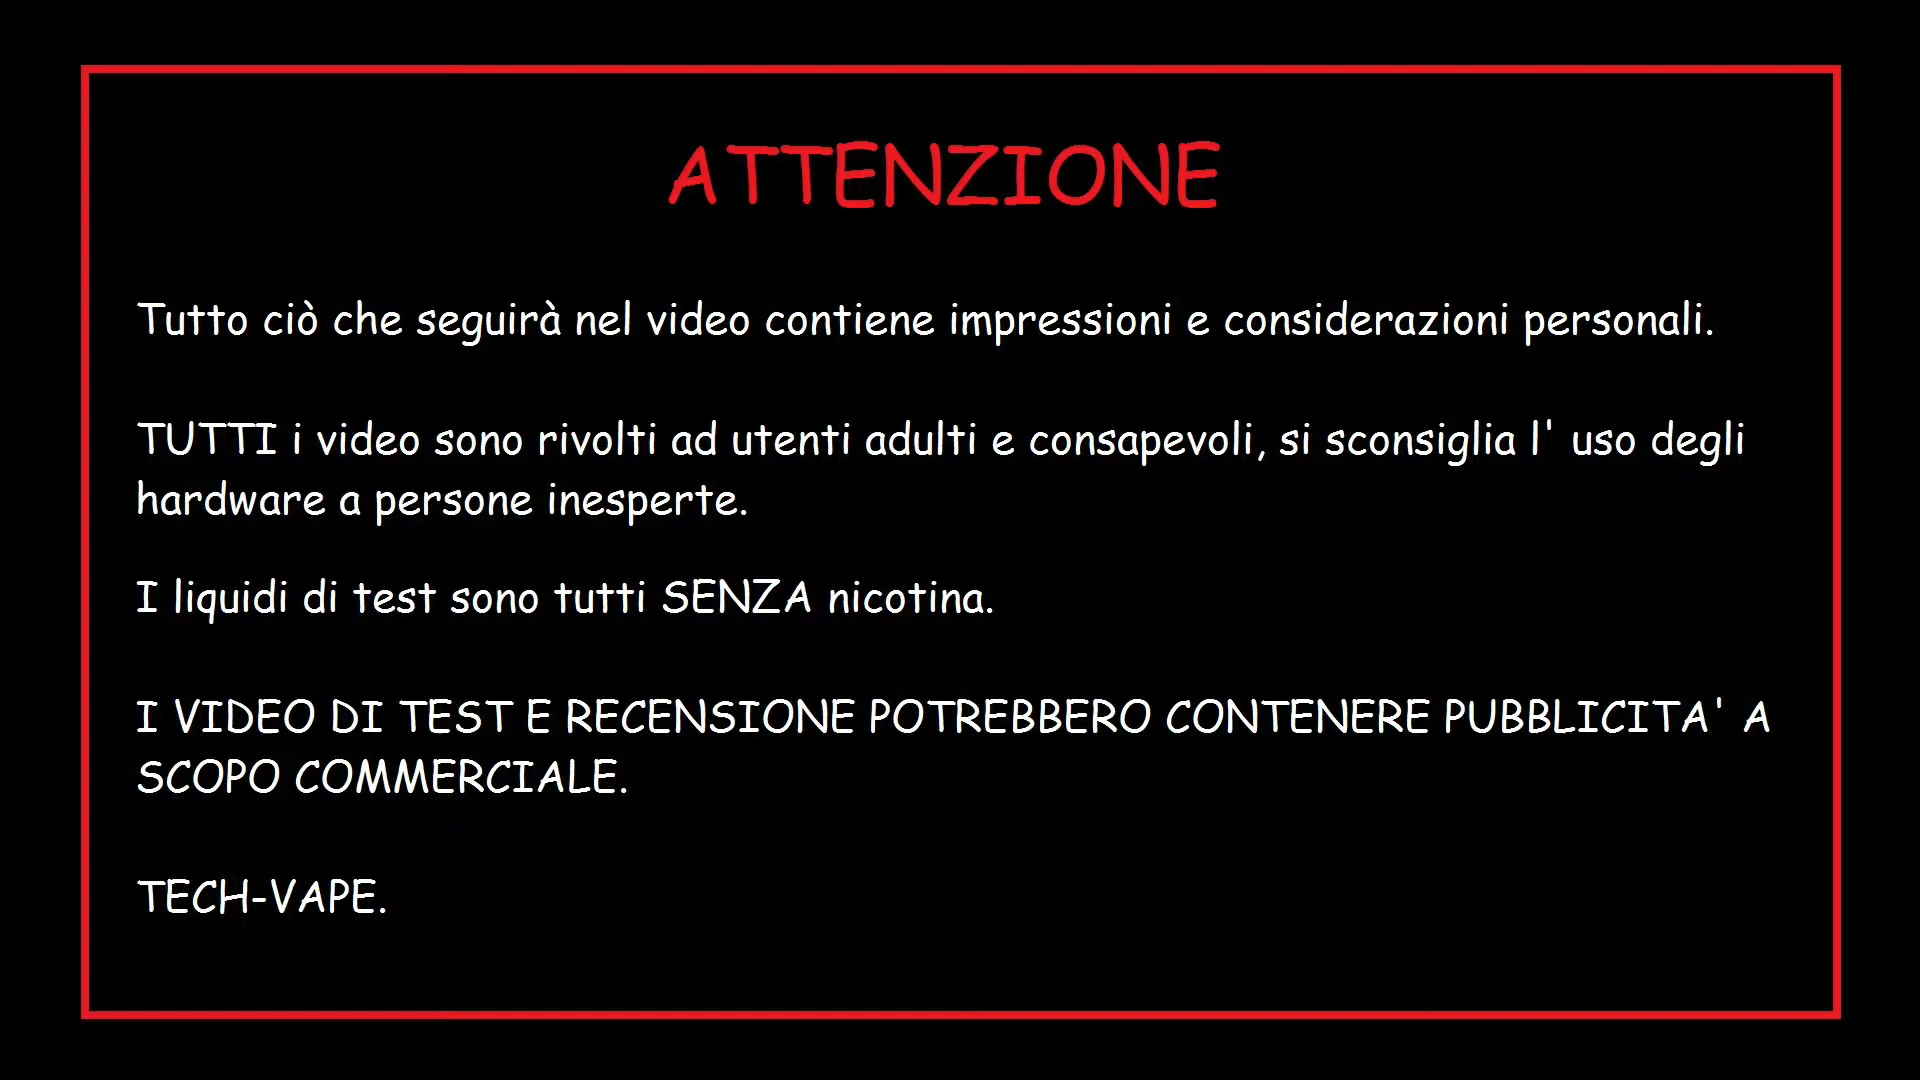 ATTENZIONE
Tutto ciò che seguirà nel video contiene impressioni e considerazioni personali.
TUTTI i video sono rivolti ad utenti adulti e consapevoli, si sconsiglia l' uso degli
hardware a persone inesperte.
I liquidi di test sono tutti SENZA nicotina.
I VIDEO DI TEST E RECENSIONE POTREBBERO CONTENERE PUBBLICITA' A
SCOPO COMMERCIALE.
TECH-VAPE.